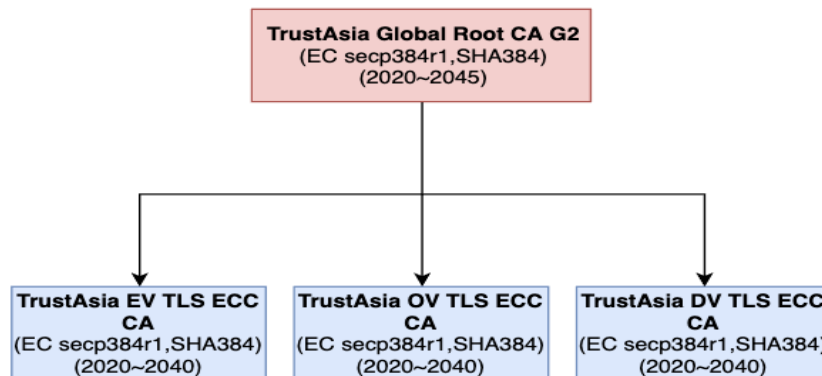 TrustAsia Global Root CA G2
(EC secp384r1,SHA384)
(2020~2045)
TrustAsia EV TLS ECC
CA
(EC secp384r1,SHA384)
(2020~2040)
TrustAsia OV TLS ECC
CA
(EC secp384r1,SHA384)
(2020~2040)
TrustAsia DV TLS ECC
CA
(EC secp384r1,SHA384)
(2020~2040)